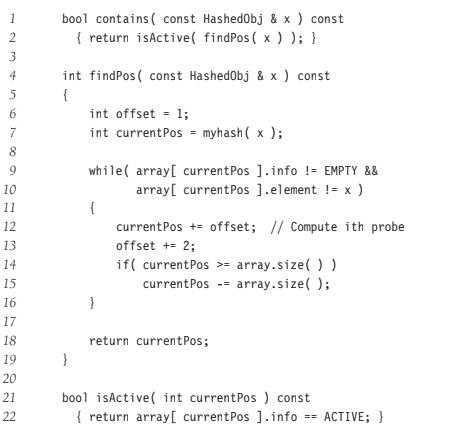 1 bool contains( const HashedObj & x ) const
2 { return isActive( findPos( x ) ); }
3
4 int findPos( const HashedObj & x ) const
5 {
6 int offset = 1;
7 int currentPos = myhash( x );
8
9 while( array[ currentPos ].info != EMPTY &&
10 array[ currentPos ].element != x )
11 {
12 currentPos += offset; // Compute ith probe
13 offset += 2;
14 if( currentPos >= array.size( ) )
15 currentPos -= array.size( );
16 }
17
18 return currentPos;
19 }
20
21 bool isActive( int currentPos ) const
22 { return array[ currentPos ].info == ACTIVE; }